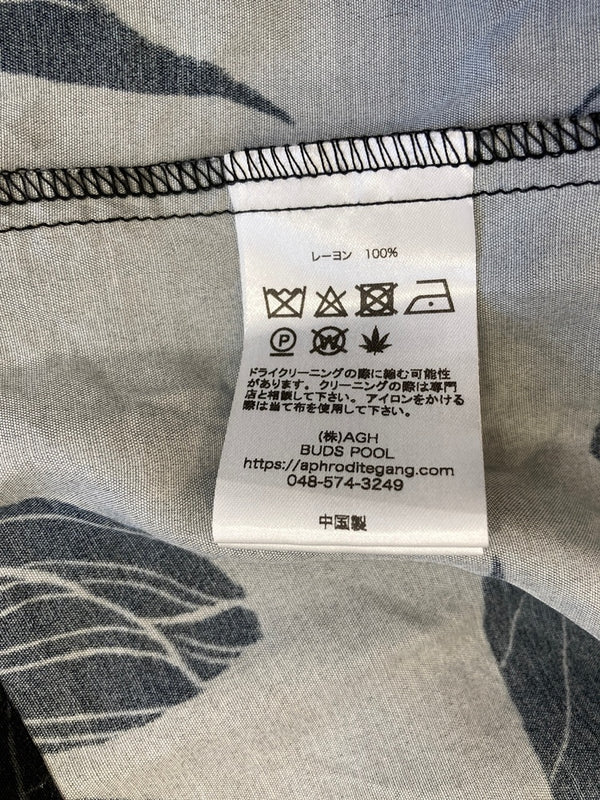 レーヨン 100%
P W
ドライクリーニングの際に縮む可能性
があります。クリーニングの際は専門
店と相談して下さい。アイロンをかける
際は当て布を使用して下さい。
(株)AGH
BUDS POOL
https://aphroditegang.com
048-574-3249
中国製